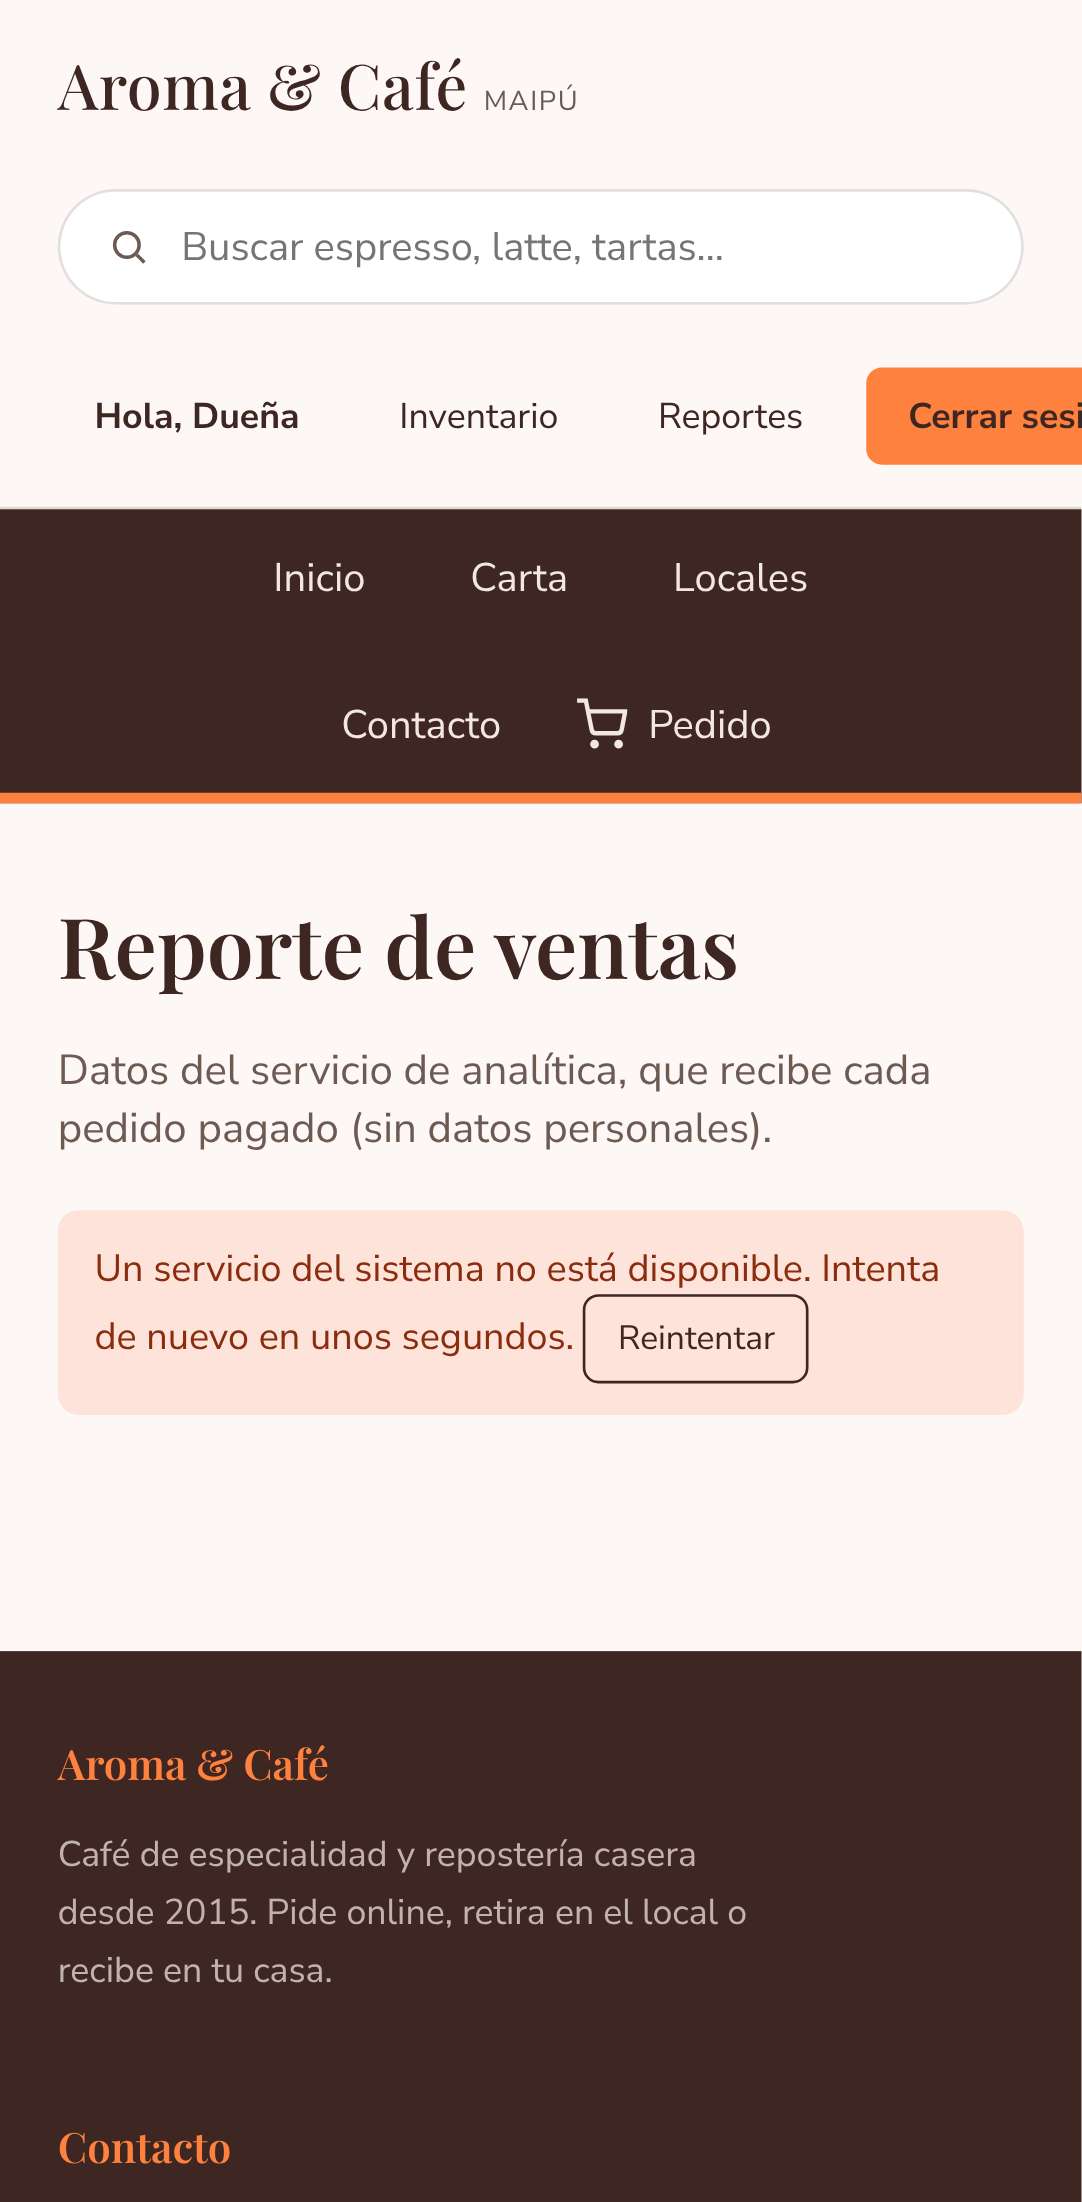 Aroma & Café MAIPÚ
Buscar espresso, latte, tartas...
Hola, Dueña Inventario Reportes Cerrar sesi
Inicio Carta Locales
Contacto Pedido
Reporte de ventas
Datos del servicio de analítica, que recibe cada
pedido pagado (sin datos personales).
Un servicio del sistema no está disponible. Intenta
de nuevo en unos segundos. Reintentar
Aroma & Café
Café de especialidad y repostería casera
desde 2015. Pide online, retira en el local o
recibe en tu casa.
Contacto